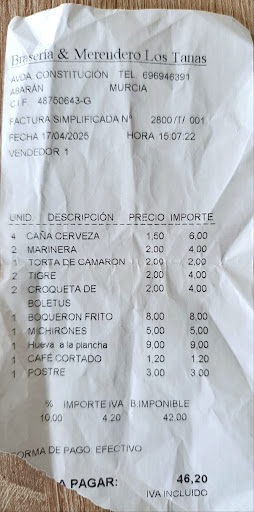 Braseria & Merendero Los Tanas
AVDA. CONSTITUCIÓN TEL. 696946391
ABARÁN MURCIA
C.I.F. 48750643-G
FACTURA SIMPLIFICADA Nº 2800/T/ 001
FECHA 17/04/2025 HORA 15:07:22
VENDEDOR 1
UNID. DESCRIPCIÓN PRECIO IMPORTE
4 CAÑA CERVEZA 1,50 6,00
2 MARINERA 2,00 4,00
1 TORTA DE CAMARON 2,00 2,00
2 TIGRE 2,00 4,00
2 CROQUETA DE 2,00 4,00
BOLETUS
1 BOQUERON FRITO 8,00 8,00
1 MICHIRONES 5,00 5,00
1 Hueva a la plancha 9,00 9,00
1 CAFÉ CORTADO 1,20 1,20
1 POSTRE 3,00 3,00
% IMPORTE IVA B.IMPONIBLE
10,00 4,20 42,00
FORMA DE PAGO EFECTIVO
A PAGAR: 46,20
IVA INCLUIDO